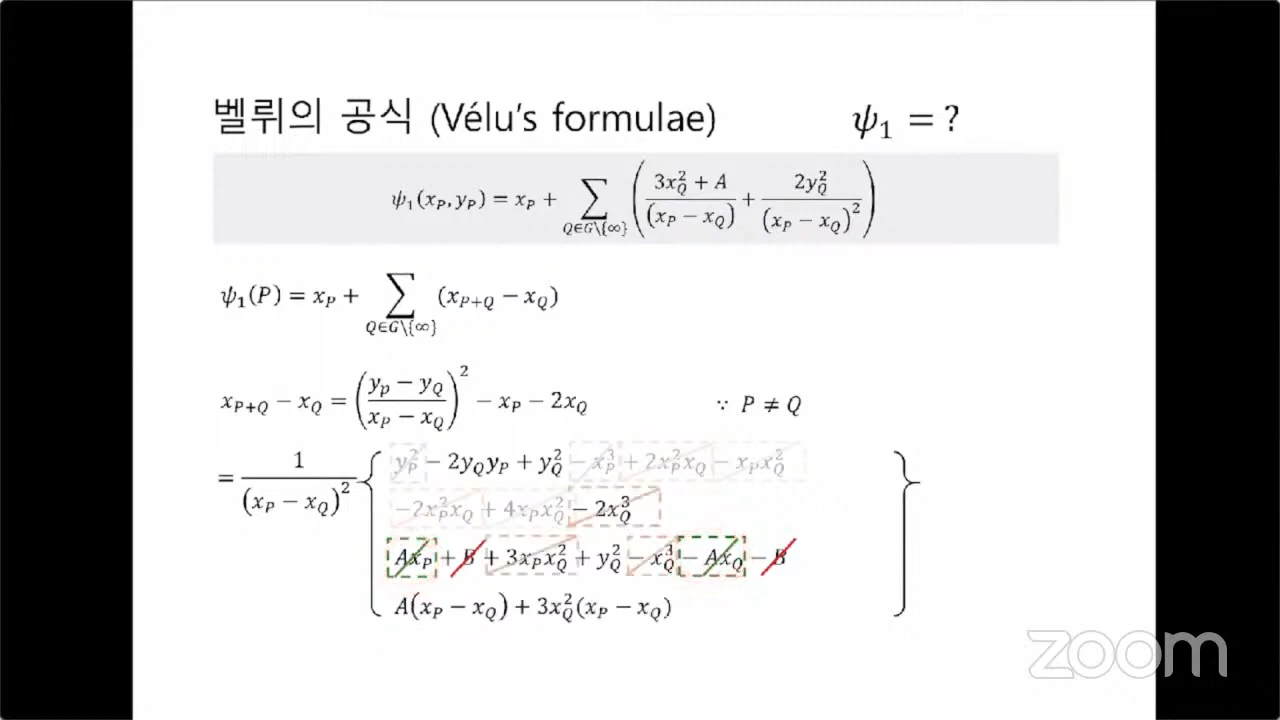 벨뤼의 공식 (Vélu's formulae) ψ₁ = ?
ψ₁(x_P, y_P) = x_P + ∑_{Q∈G\{∞}} ( (3x_Q² + A)/(x_P − x_Q) + 2y_Q²/(x_P − x_Q)² )
ψ₁(P) = x_P + ∑_{Q∈G\{∞}} (x_{P+Q} − x_Q)
x_{P+Q} − x_Q = ((y_P − y_Q)/(x_P − x_Q))² − x_P − 2x_Q ∵ P ≠ Q
= 1/(x_P − x_Q)² { y_P² − 2y_Q y_P + y_Q² − x_P³ + 2x_P² x_Q − x_P x_Q²
−2x_P² x_Q + 4x_P x_Q² − 2x_Q³
Ax_P + B + 3x_P x_Q² + y_Q² − x_Q³ − Ax_Q − B
A(x_P − x_Q) + 3x_Q²(x_P − x_Q) }
zoom